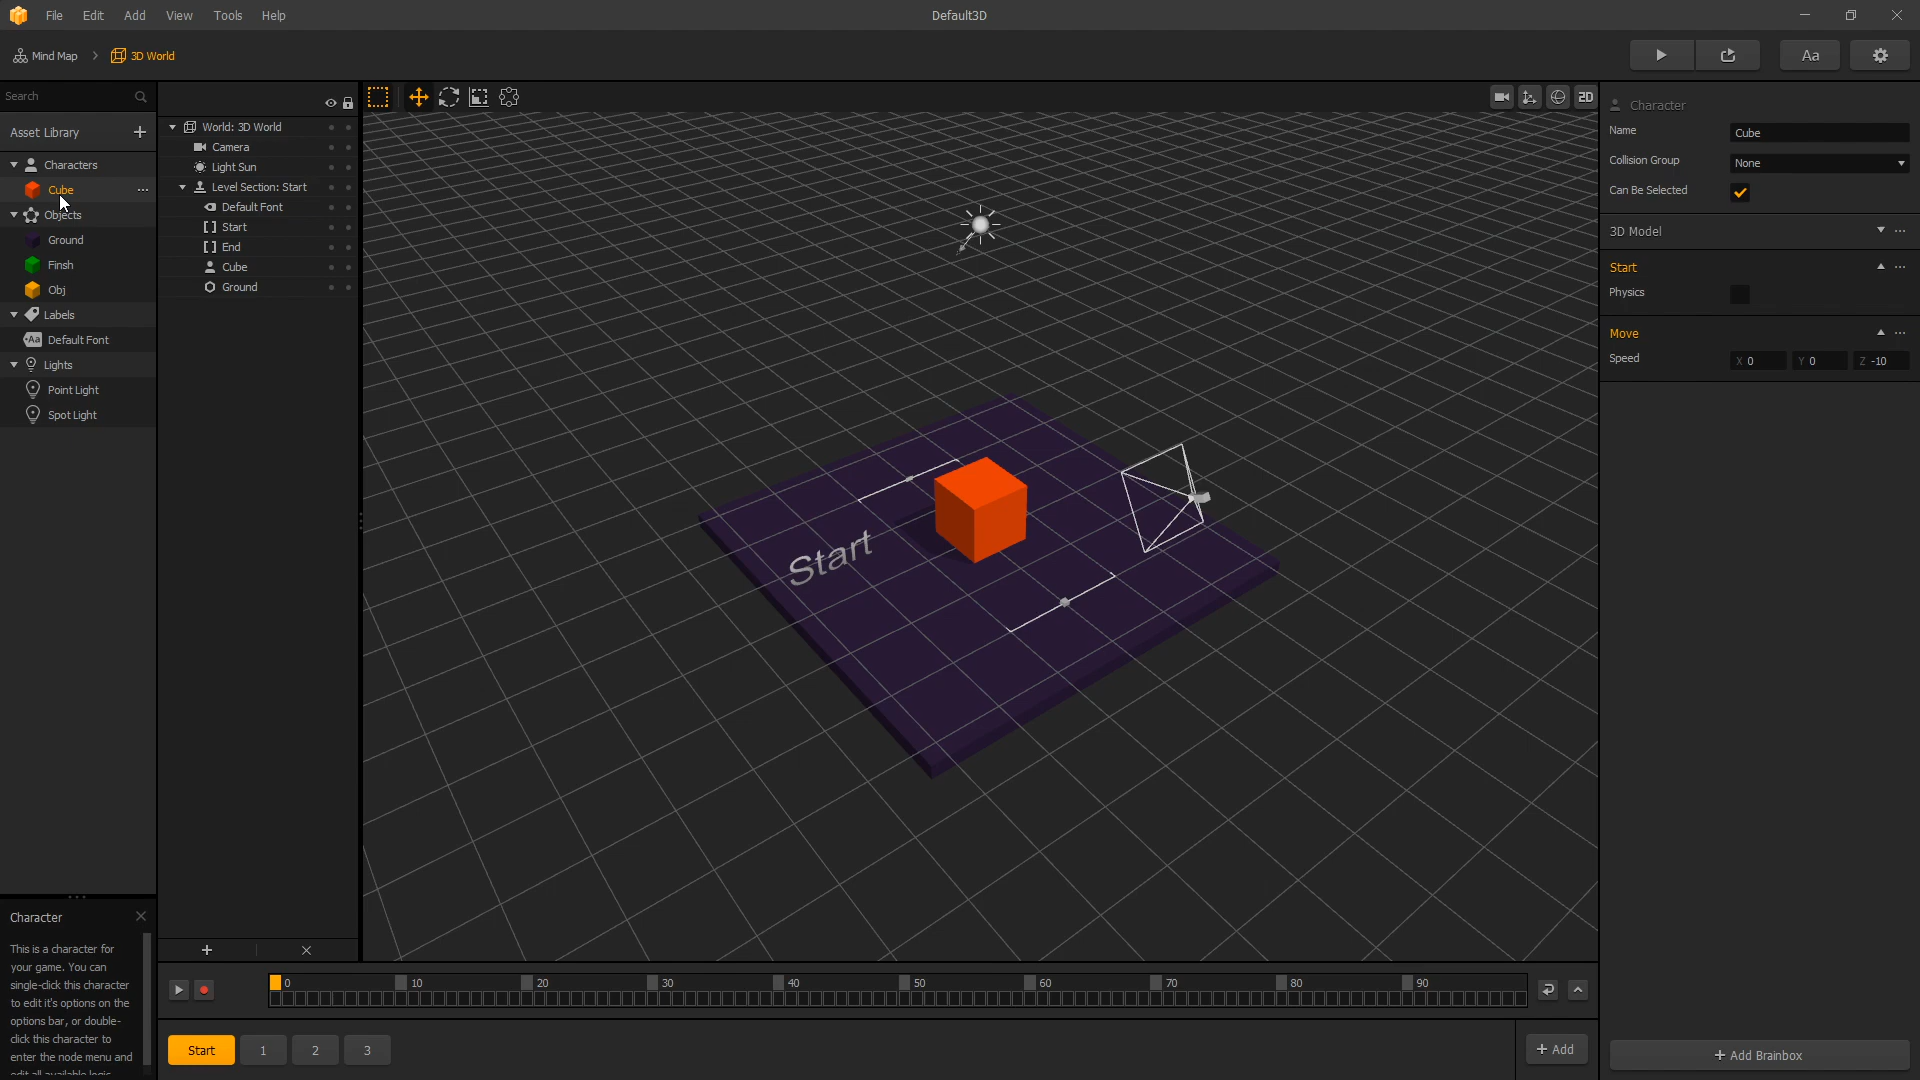 File Edit Add View Tools Help
Default3D
Mind Map
3D World
Aa
Search
Asset Library
Characters
Cube
Objects
Ground
Finsh
Obj
Labels
Aa Default Font
Lights
Point Light
Spot Light
World: 3D World
Camera
Light Sun
Level Section: Start
Default Font
Start
End
Cube
Ground
2D
Start
Character
Name Cube
Collision Group None
Can Be Selected
3D Model
Start
Physics
Move
Speed X 0 Y 0 Z -10
+ Add Brainbox
Character
This is a character for
your game. You can
single-click this character
to edit it's options on the
options bar, or double-
click this character to
enter the node menu and
edit all available logic
0 10 20 30 40 50 60 70 80 90
Start 1 2 3
+ Add